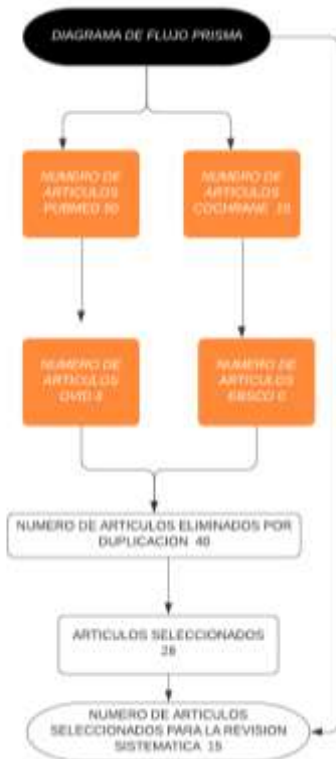 DIAGRAMA DE FLUJO PRISMA
NUMERO DE
ARTICULOS
PUBMED
NUMERO DE
ARTICULOS
COCHRANE
NUMERO DE
ARTICULOS
OVID
NUMERO DE
ARTICULOS
EBSCO
NUMERO DE ARTICULOS ELIMINADOS POR
DUPLICACION 40
ARTICULOS SELECCIONADOS
28
NUMERO DE ARTICULOS
SELECCIONADOS PARA LA REVISION
SISTEMATICA 15